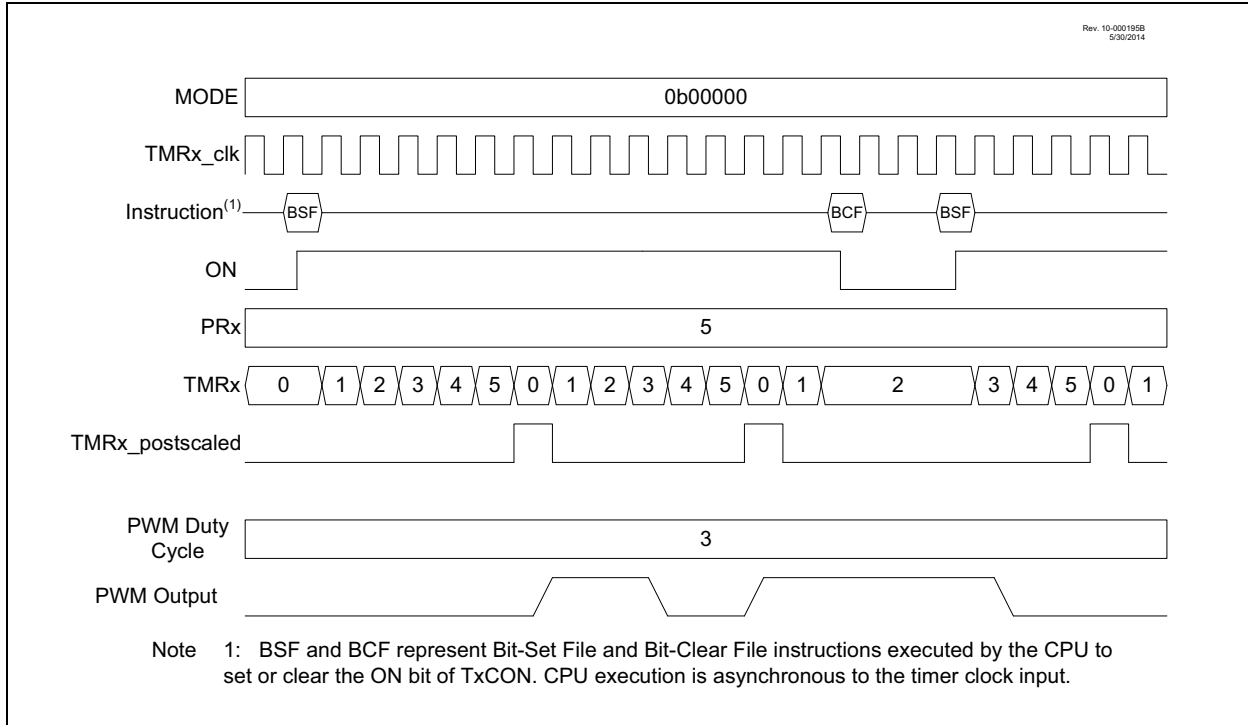 Rev. 10-000195B
5/30/2014
MODE 0b00000
TMRx_clk
Instruction(1) BSF BCF BSF
ON
PRx 5
TMRx 0 1 2 3 4 5 0 1 2 3 4 5 0 1 2 3 4 5 0 1
TMRx_postscaled
PWM Duty
Cycle 3
PWM Output
Note 1: BSF and BCF represent Bit-Set File and Bit-Clear File instructions executed by the CPU to
set or clear the ON bit of TxCON. CPU execution is asynchronous to the timer clock input.